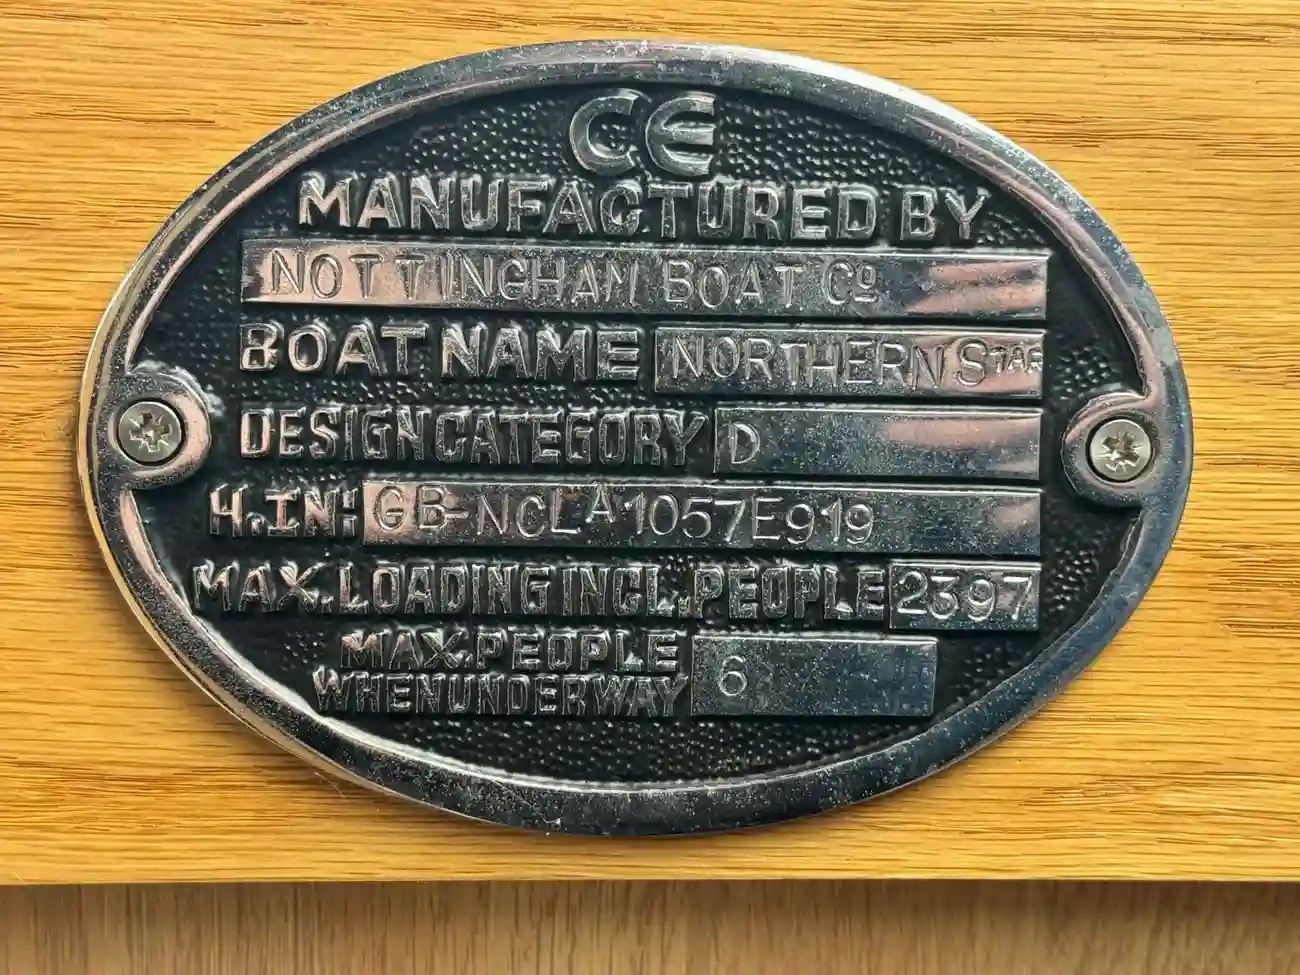 CE
MANUFACTURED BY
NOTTINGHAM BOAT Cº
BOAT NAME NORTHERN STAR
DESIGN CATEGORY D
H.IN: GB-NCLA1057E919
MAX. LOADING INCL. PEOPLE 2397
MAX. PEOPLE
WHEN UNDERWAY 6